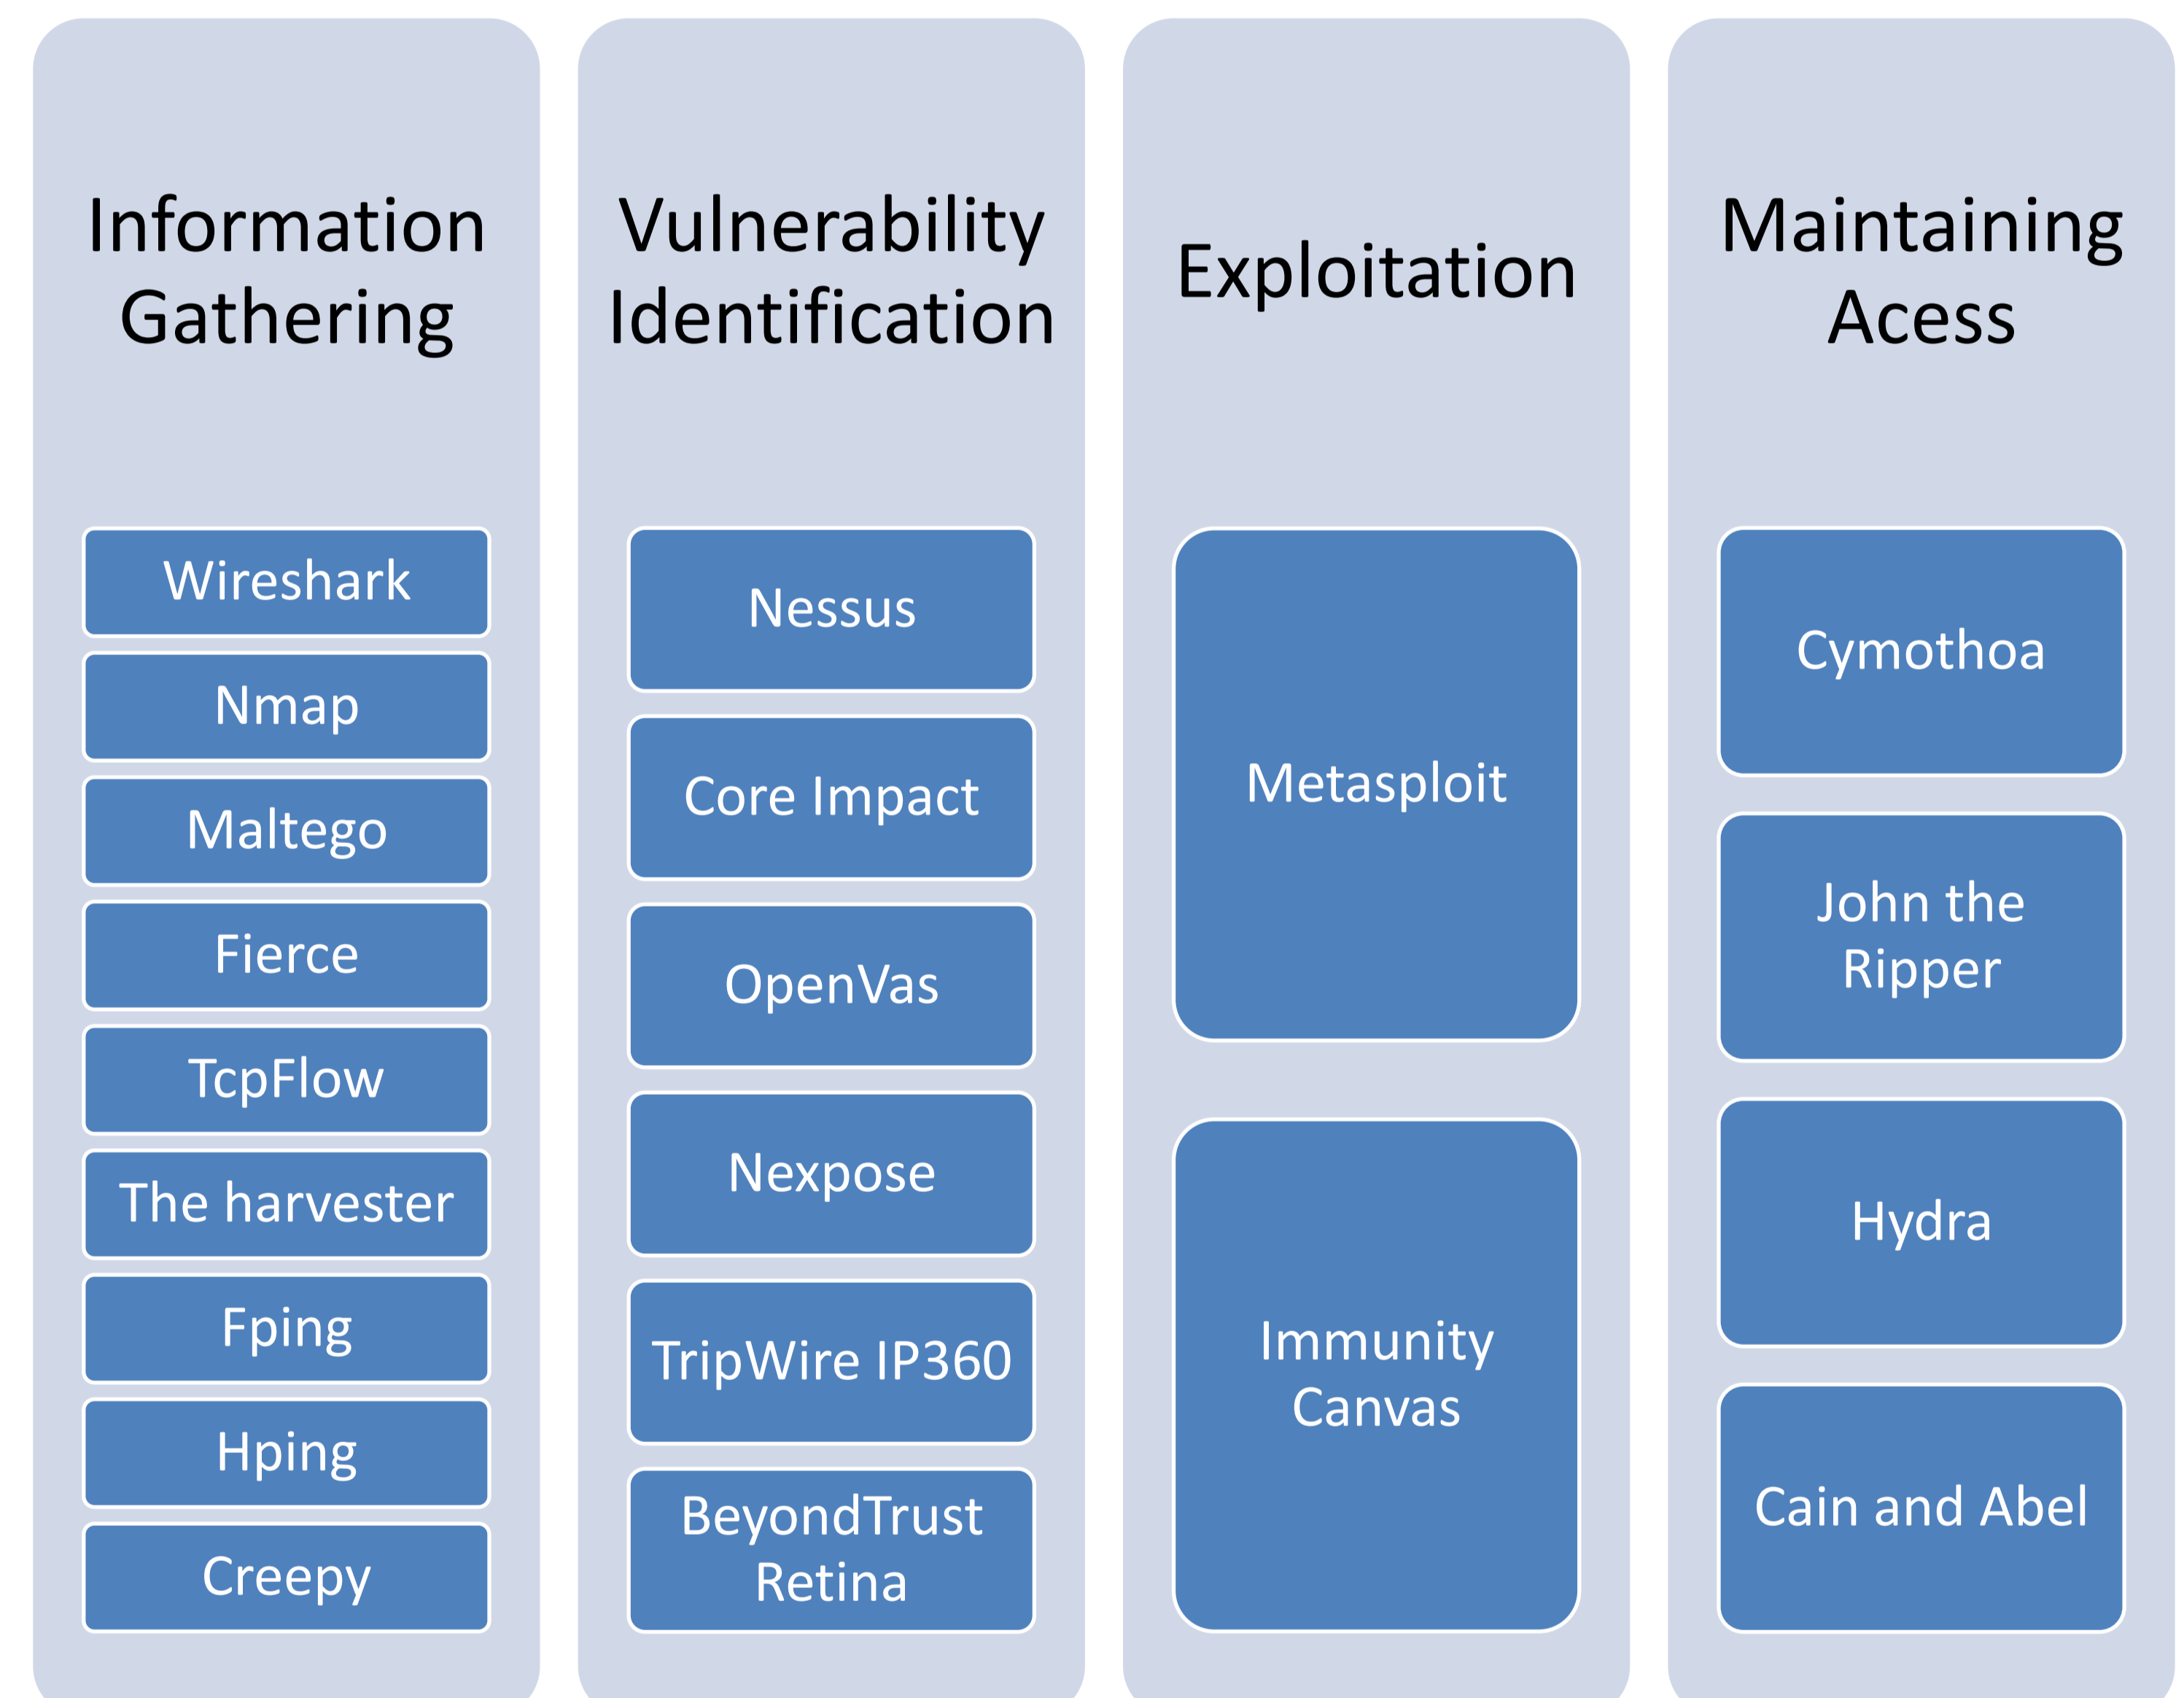 Information
Gathering
Wireshark
Nmap
Maltego
Fierce
TcpFlow
The harvester
Fping
Hping
Creepy
Vulnerability
Identification
Nessus
Core Impact
OpenVas
Nexpose
TripWire IP360
BeyondTrust
Retina
Exploitation
Metasploit
Immunity
Canvas
Maintaining
Access
Cymothoa
John the
Ripper
Hydra
Cain and Abel